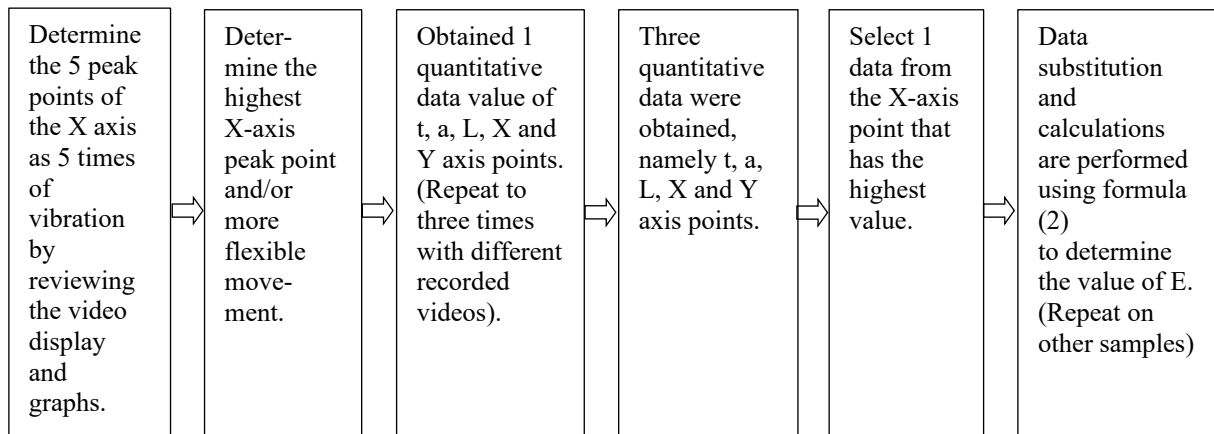 Determine
the 5 peak
points of
the X axis
as 5 times
of
vibration
by
reviewing
the video
display
and
graphs.
Deter-
mine the
highest
X-axis
peak point
and/or
more
flexible
move-
ment.
Obtained 1
quantitative
data value of
t, a, L, X and
Y axis points.
(Repeat to
three times
with different
recorded
videos).
Three
quantitative
data were
obtained,
namely t, a,
L, X and Y
axis points.
Select 1
data from
the X-axis
point that
has the
highest
value.
Data
substitution
and
calculations
are performed
using formula
(2)
to determine
the value of E.
(Repeat on
other samples)